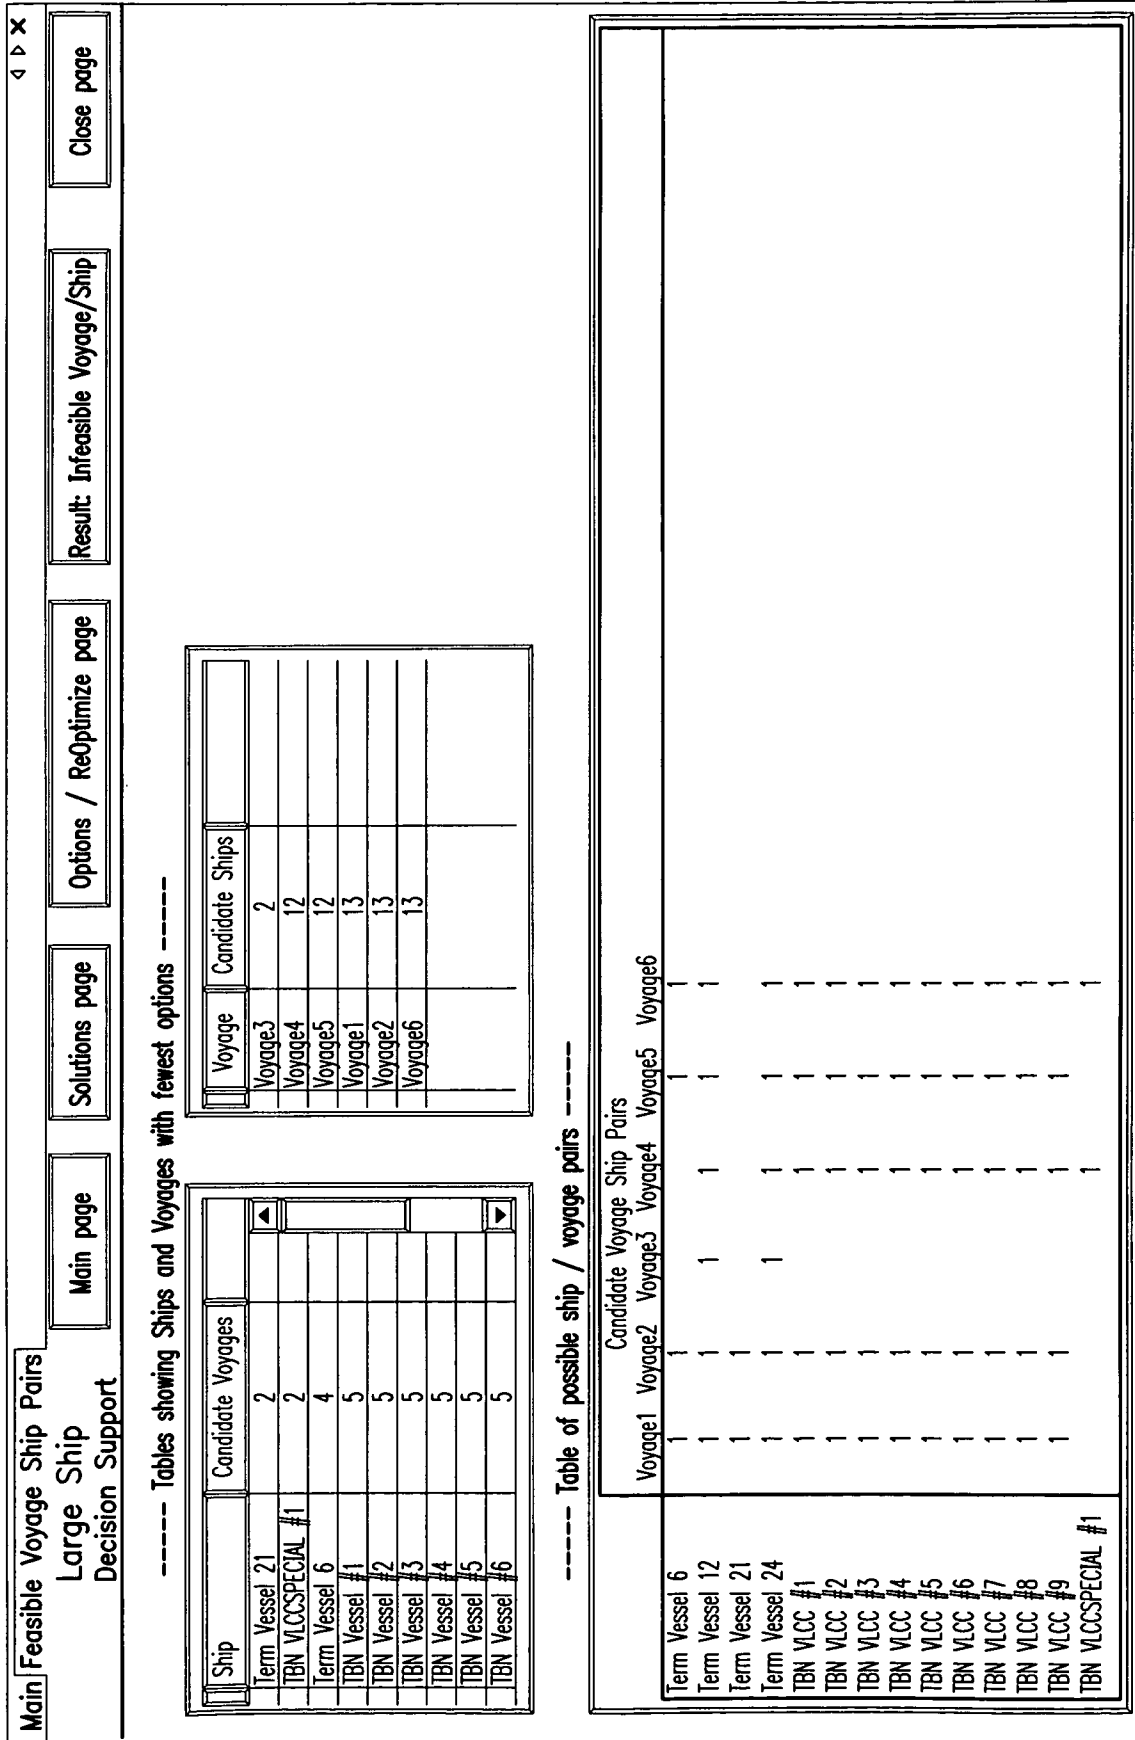 Main Feasible Voyage Ship Pairs
Large Ship
Decision Support
Main page Solutions page Options / ReOptimize page Result: Infeasible Voyage/Ship Close page
----- Tables showing Ships and Voyages with fewest options -----
Ship Candidate Voyages
Term Vessel 21 2
TBN VLCCSPECIAL #1 2
Term Vessel 6 4
TBN Vessel #1 5
TBN Vessel #2 5
TBN Vessel #3 5
TBN Vessel #4 5
TBN Vessel #5 5
TBN Vessel #6 5
Voyage Candidate Ships
Voyage3 2
Voyage4 12
Voyage5 12
Voyage1 13
Voyage2 13
Voyage6 13
----- Table of possible ship / voyage pairs -----
Candidate Voyage Ship Pairs
Voyage1 Voyage2 Voyage3 Voyage4 Voyage5 Voyage6
Term Vessel 6 1 1 1 1
Term Vessel 12 1 1 1 1 1 1
Term Vessel 21 1 1
Term Vessel 24 1 1 1 1 1 1
TBN VLCC #1 1 1 1 1 1
TBN VLCC #2 1 1 1 1 1
TBN VLCC #3 1 1 1 1 1
TBN VLCC #4 1 1 1 1 1
TBN VLCC #5 1 1 1 1 1
TBN VLCC #6 1 1 1 1 1
TBN VLCC #7 1 1 1 1 1
TBN VLCC #8 1 1 1 1 1
TBN VLCC #9 1 1 1 1 1
TBN VLCCSPECIAL #1 1 1